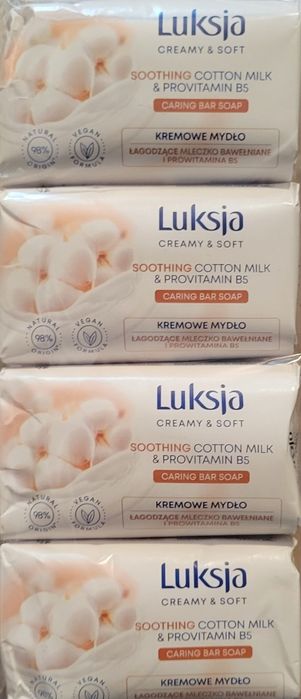 Luksja
CREAMY & SOFT
SOOTHING COTTON MILK
& PROVITAMIN B5
CARING BAR SOAP
NATURAL ORIGIN
98%
VEGAN FORMULA
KREMOWE MYDŁO
ŁAGODZĄCE MLECZKO BAWEŁNIANE
I PROWITAMINA B5
Luksja
CREAMY & SOFT
SOOTHING COTTON MILK
& PROVITAMIN B5
CARING BAR SOAP
NATURAL ORIGIN
98%
VEGAN FORMULA
KREMOWE MYDŁO
ŁAGODZĄCE MLECZKO BAWEŁNIANE
I PROWITAMINA B5
Luksja
CREAMY & SOFT
SOOTHING COTTON MILK
& PROVITAMIN B5
CARING BAR SOAP
NATURAL ORIGIN
98%
VEGAN FORMULA
KREMOWE MYDŁO
ŁAGODZĄCE MLECZKO BAWEŁNIANE
I PROWITAMINA B5
Luksja
CREAMY & SOFT
SOOTHING COTTON MILK
& PROVITAMIN B5
CARING BAR SOAP
NATURAL
98%
VEGAN
KREMOWE MYDŁO